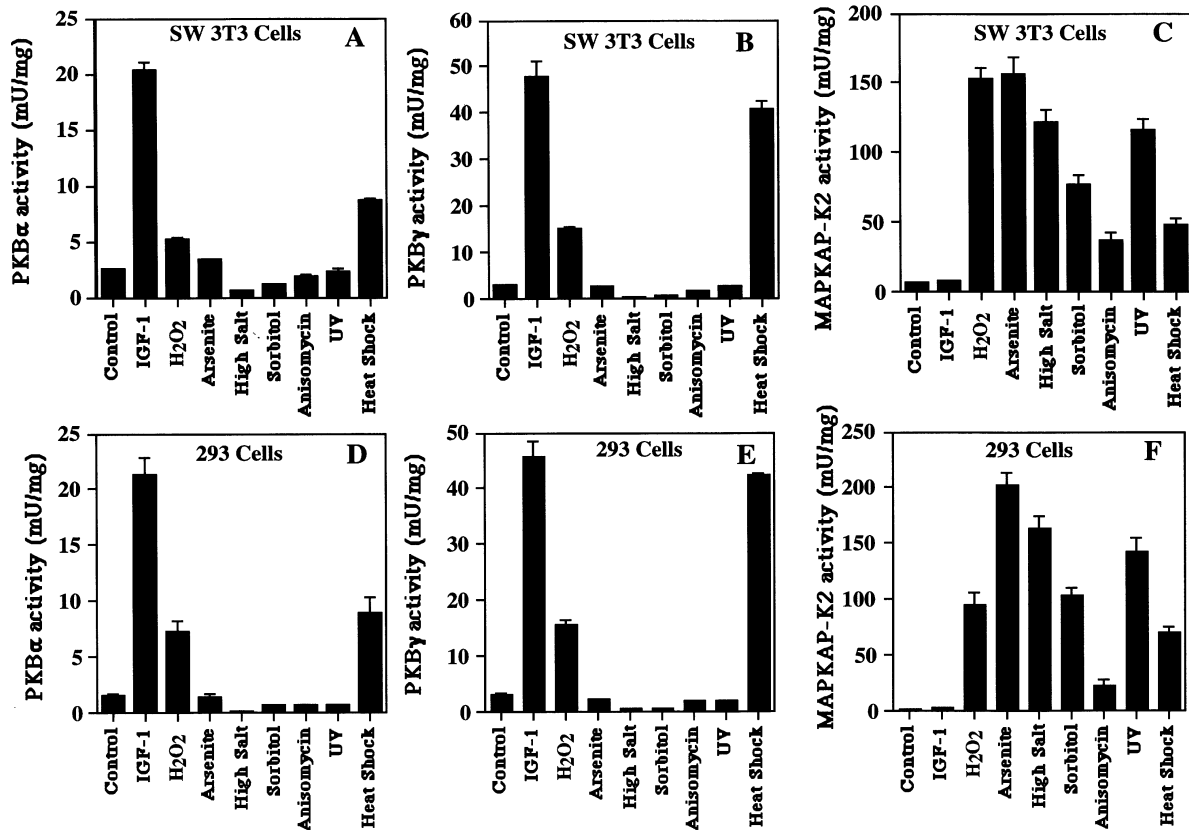 PKBα activity (mU/mg)
25
20
15
10
5
0
SW 3T3 Cells
A
Control
IGF-1
H2O2
Arsenite
High Salt
Sorbitol
Anisomycin
UV
Heat Shock
PKBγ activity (mU/mg)
60
50
40
30
20
10
0
SW 3T3 Cells
B
Control
IGF-1
H2O2
Arsenite
High Salt
Sorbitol
Anisomycin
UV
Heat Shock
MAPKAP-K2 activity (mU/mg)
200
150
100
50
0
SW 3T3 Cells
C
Control
IGF-1
H2O2
Arsenite
High Salt
Sorbitol
Anisomycin
UV
Heat Shock
PKBα activity (mU/mg)
25
20
15
10
5
0
293 Cells
D
Control
IGF-1
H2O2
Arsenite
High Salt
Sorbitol
Anisomycin
UV
Heat Shock
PKBγ activity (mU/mg)
50
40
30
20
10
0
293 Cells
E
Control
IGF-1
H2O2
Arsenite
High Salt
Sorbitol
Anisomycin
UV
Heat Shock
MAPKAP-K2 activity (mU/mg)
250
200
150
100
50
0
293 Cells
F
Control
IGF-1
H2O2
Arsenite
High Salt
Sorbitol
Anisomycin
UV
Heat Shock